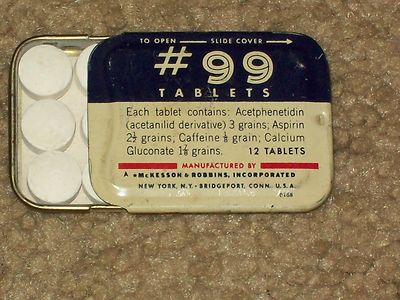 TO OPEN SLIDE COVER →
# 99
TABLETS
Each tablet contains: Acetphenetidin
(acetanilid derivative) 3 grains; Aspirin
2½ grains; Caffeine ⅛ grain; Calcium
Gluconate 1⅞ grains. 12 TABLETS
MANUFACTURED BY
McKESSON & ROBBINS, INCORPORATED
NEW YORK, N.Y. • BRIDGEPORT, CONN. U.S.A.